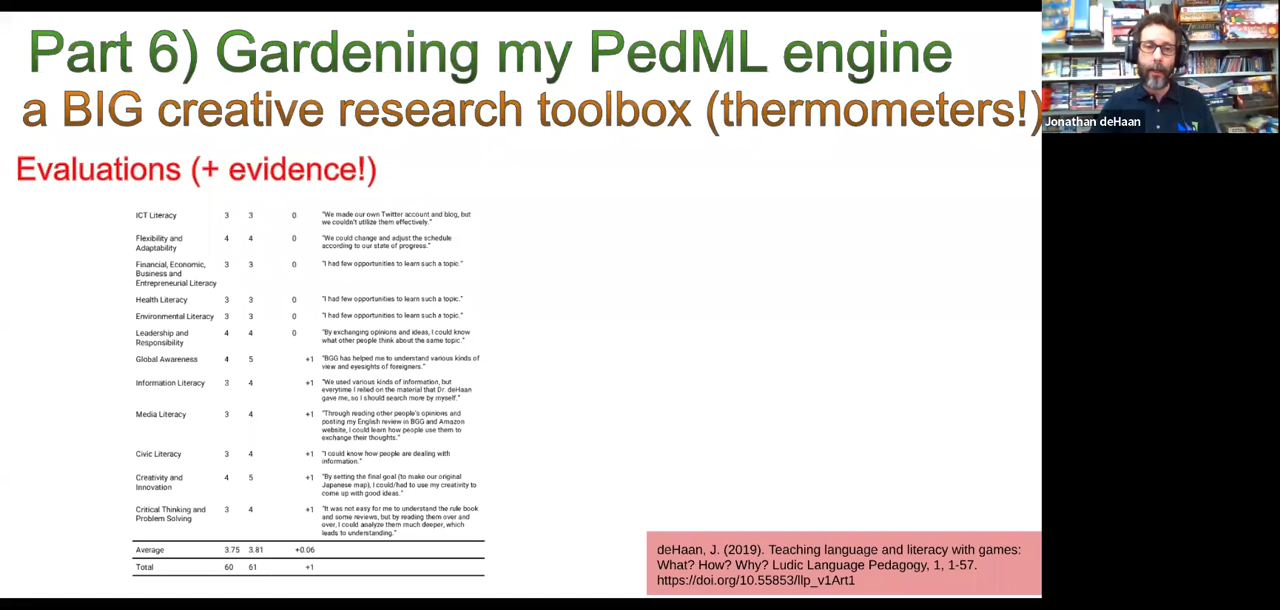 Part 6) Gardening my PedML engine
a BIG creative research toolbox (thermometers!)
Jonathan deHaan
Evaluations (+ evidence!)
ICT Literacy 3 3 0 "We made our own Twitter account and blog, but
we couldn't utilize them effectively."
Flexibility and 4 4 0 "We could change and adjust the schedule
Adaptability according to our state of progress."
Financial, Economic, 3 3 0 "I had few opportunities to learn such a topic."
Business and
Entrepreneurial Literacy
Health Literacy 3 3 0 "I had few opportunities to learn such a topic."
Environmental Literacy 3 3 0 "I had few opportunities to learn such a topic."
Leadership and 4 4 0 "By exchanging opinions and ideas, I could know
Responsibility what other people think about the same topic."
Global Awareness 4 5 +1 "BGG has helped me to understand various kinds of
view and eyesights of foreigners."
Information Literacy 3 4 +1 "We used various kinds of information, but
everytime I relied on the material that Dr. deHaan
gave me, so I should search more by myself."
Media Literacy 3 4 +1 "Through reading other people's opinions and
posting my English review in BGG and Amazon
website, I could learn how people use them to
exchange their thoughts."
Civic Literacy 3 4 +1 "I could know how people are dealing with
information."
Creativity and 4 5 +1 "By setting the final goal (to make our original
Innovation Japanese map), I could/had to use my creativity to
come up with good ideas."
Critical Thinking and 3 4 +1 "It was not easy for me to understand the rule book
Problem Solving and some reviews, but by reading them over and
over, I could analyze them much deeper, which
leads to understanding."
Average 3.75 3.81 +0.06
Total 60 61 +1
deHaan, J. (2019). Teaching language and literacy with games:
What? How? Why? Ludic Language Pedagogy, 1, 1-57.
https://doi.org/10.55853/llp_v1Art1